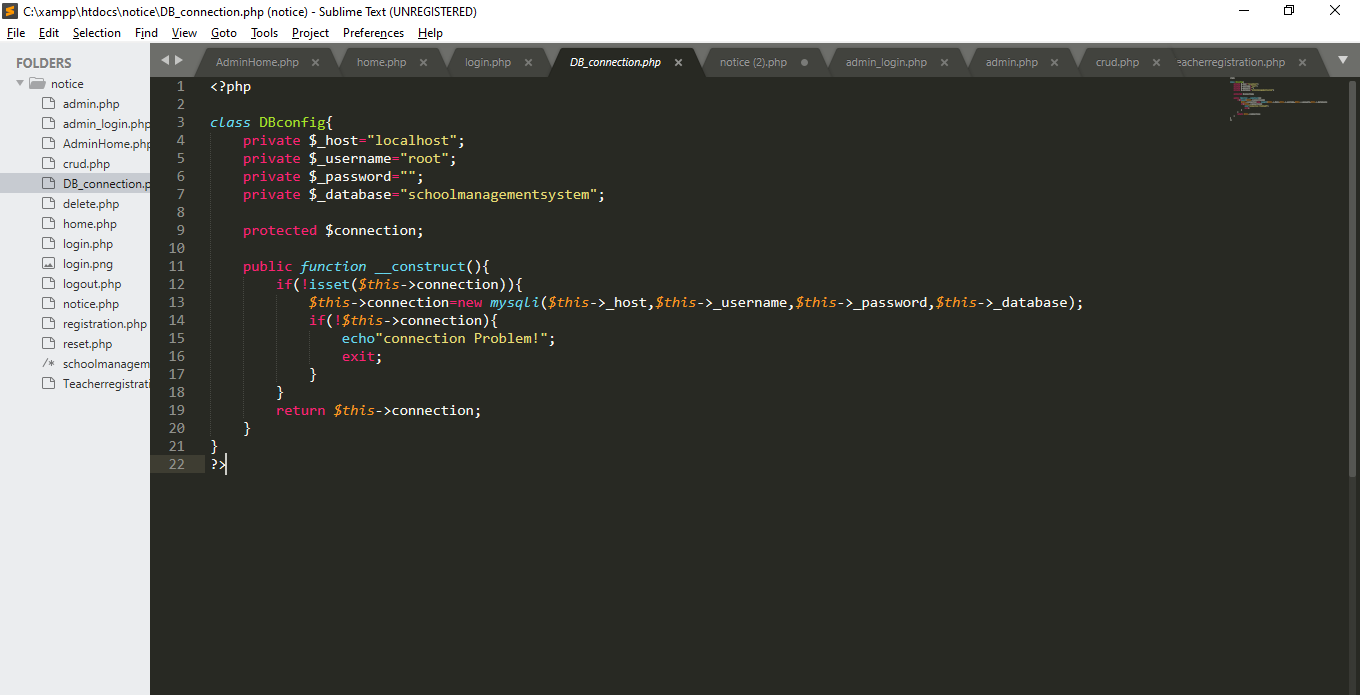 C:\xampp\htdocs\notice\DB_connection.php (notice) - Sublime Text (UNREGISTERED)
File Edit Selection Find View Goto Tools Project Preferences Help
FOLDERS
notice
admin.php
admin_login.php
AdminHome.php
crud.php
DB_connection.p
delete.php
home.php
login.php
login.png
logout.php
notice.php
registration.php
reset.php
/* schoolmanagem
Teacherregistrati
AdminHome.php home.php login.php DB_connection.php notice (2).php admin_login.php admin.php crud.php eacherregistration.php
1 <?php
2
3 class DBconfig{
4     private $_host="localhost";
5     private $_username="root";
6     private $_password="";
7     private $_database="schoolmanagementsystem";
8
9     protected $connection;
10
11     public function __construct(){
12         if(!isset($this->connection)){
13             $this->connection=new mysqli($this->_host,$this->_username,$this->_password,$this->_database);
14             if(!$this->connection){
15                 echo"connection Problem!";
16                 exit;
17             }
18         }
19         return $this->connection;
20     }
21 }
22 ?>